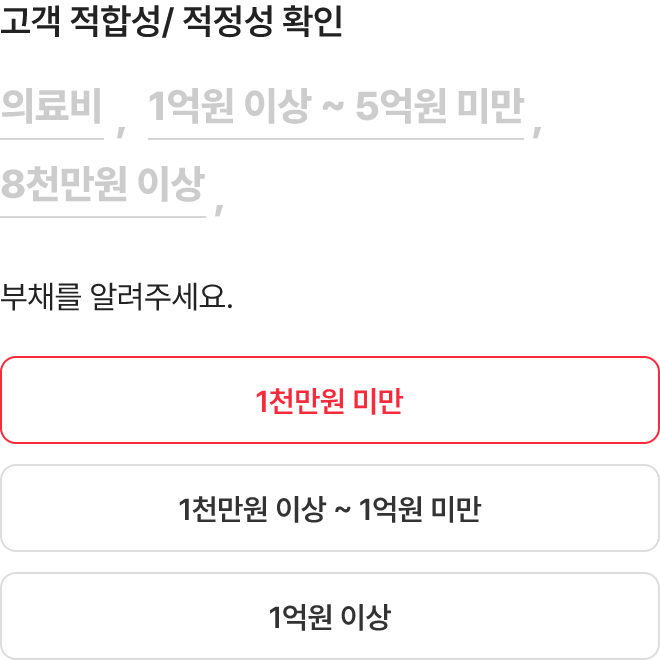 고객 적합성/ 적정성 확인
의료비 , 1억원 이상 ~ 5억원 미만 ,
8천만원 이상 ,
부채를 알려주세요.
1천만원 미만
1천만원 이상 ~ 1억원 미만
1억원 이상